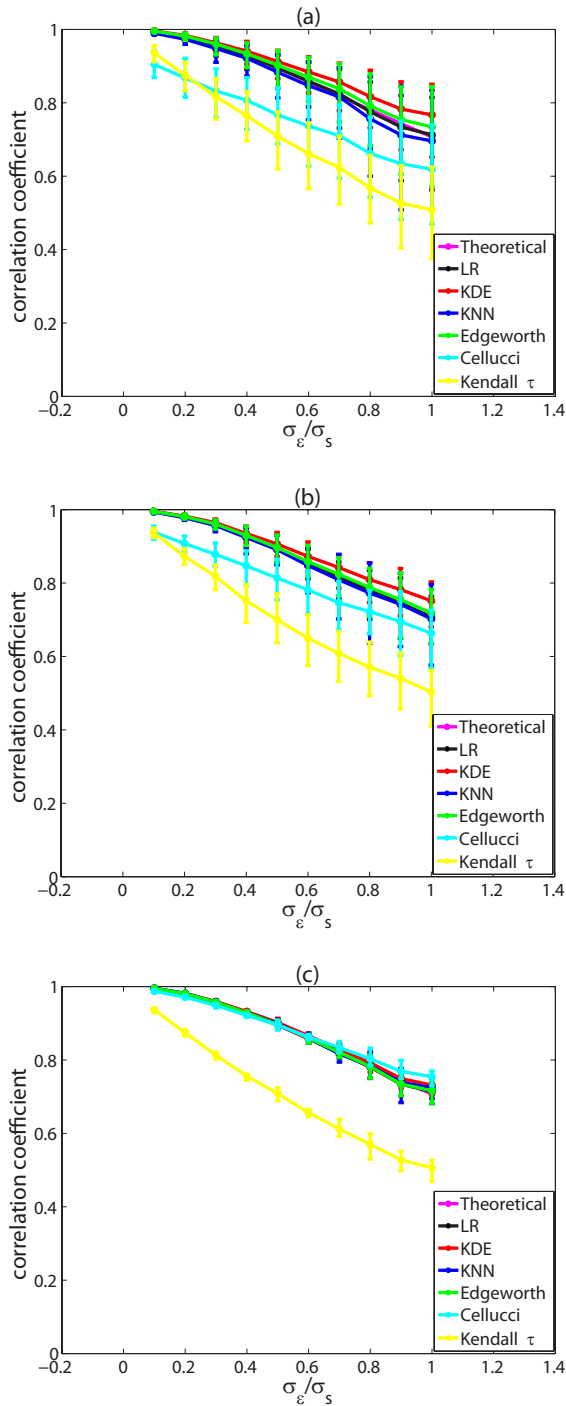 (a)
1
0.8
0.6
0.4
0.2
0
correlation coefficient
Theoretical
LR
KDE
KNN
Edgeworth
Cellucci
Kendall τ
−0.2 0 0.2 0.4 0.6 0.8 1 1.2 1.4
σε/σs
(b)
1
0.8
0.6
0.4
0.2
0
correlation coefficient
Theoretical
LR
KDE
KNN
Edgeworth
Cellucci
Kendall τ
−0.2 0 0.2 0.4 0.6 0.8 1 1.2 1.4
σε/σs
(c)
1
0.8
0.6
0.4
0.2
0
correlation coefficient
Theoretical
LR
KDE
KNN
Edgeworth
Cellucci
Kendall τ
−0.2 0 0.2 0.4 0.6 0.8 1 1.2 1.4
σε/σs